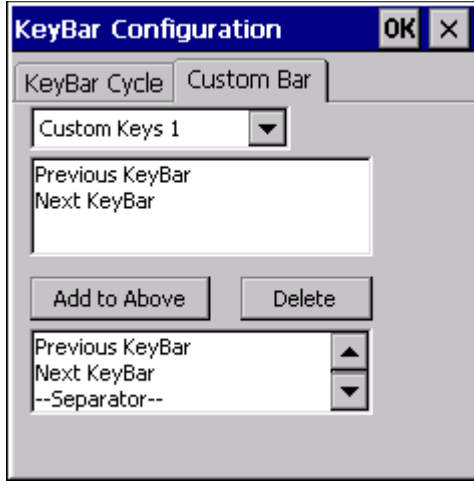 KeyBar Configuration OK ×
KeyBar Cycle Custom Bar
Custom Keys 1
Previous KeyBar
Next KeyBar
Add to Above Delete
Previous KeyBar
Next KeyBar
--Separator--